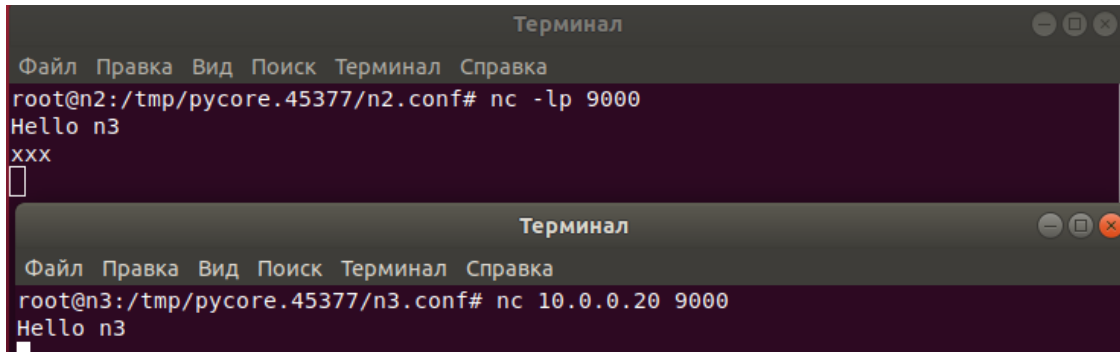 Терминал
Файл Правка Вид Поиск Терминал Справка
root@n2:/tmp/pycore.45377/n2.conf# nc -lp 9000
Hello n3
xxx
Терминал
Файл Правка Вид Поиск Терминал Справка
root@n3:/tmp/pycore.45377/n3.conf# nc 10.0.0.20 9000
Hello n3